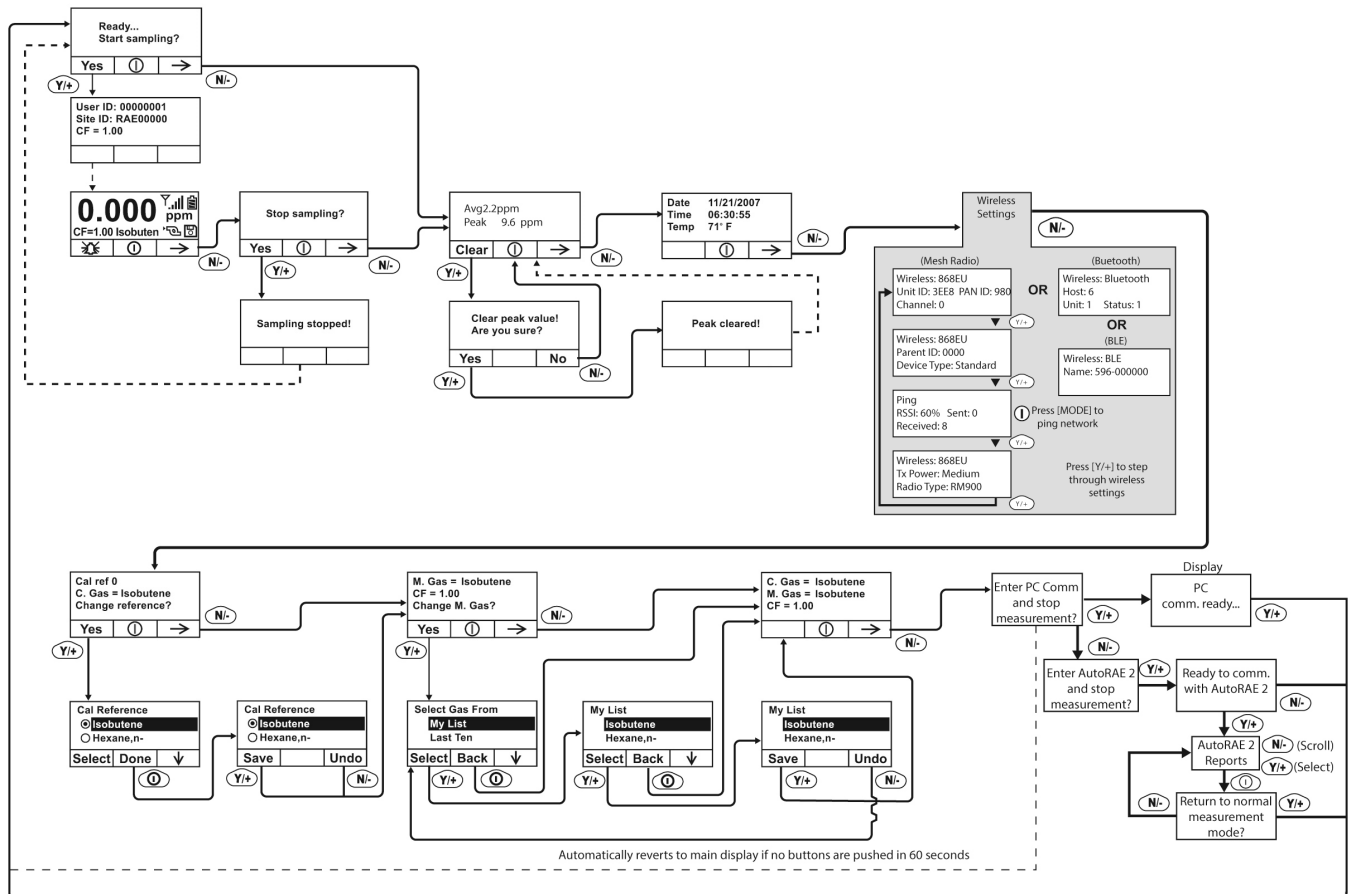 Ready...
Start sampling?
Yes
N/-
Y/+
User ID: 00000001
Site ID: RAE00000
CF = 1.00
0.000
ppm
CF=1.00 Isobuten
N/-
Stop sampling?
Yes
N/-
Y/+
Sampling stopped!
Avg2.2ppm
Peak 9.6 ppm
Clear
N/-
Y/+
Clear peak value!
Are you sure?
Yes No
N/-
Y/+
Peak cleared!
Date 11/21/2007
Time 06:30:55
Temp 71° F
N/-
Wireless
Settings
N/-
(Mesh Radio)
Wireless: 868EU
Unit ID: 3EE8 PAN ID: 980
Channel: 0
Y/+
Wireless: 868EU
Parent ID: 0000
Device Type: Standard
Y/+
Ping
RSSI: 60% Sent: 0
Received: 8
Press [MODE] to
ping network
Y/+
Wireless: 868EU
Tx Power: Medium
Radio Type: RM900
Y/+
OR
(Buetooth)
Wireless: Bluetooth
Host: 6
Unit: 1 Status: 1
OR
(BLE)
Wireless: BLE
Name: 596-000000
Press [Y/+] to step
through wireless
settings
Cal ref 0
C. Gas = Isobutene
Change reference?
Yes
N/-
Y/+
Cal Reference
Isobutene
Hexane,n-
Select Done
Cal Reference
Isobutene
Hexane,n-
Save Undo
Y/+
N/-
M. Gas = Isobutene
CF = 1.00
Change M. Gas?
Yes
N/-
Y/+
Select Gas From
My List
Last Ten
Select Back
Y/+
My List
Isobutene
Hexane,n-
Select Back
Y/+
My List
Isobutene
Hexane,n-
Save Undo
Y/+
N/-
C. Gas = Isobutene
M. Gas = Isobutene
CF = 1.00
N/-
Enter PC Comm
and stop
measurement?
Y/+
N/-
Display
PC
comm. ready...
Y/+
Enter AutoRAE 2
and stop
measurement?
Y/+
Ready to comm.
with AutoRAE 2
N/-
Y/+
AutoRAE 2
Reports
N/- (Scroll)
Y/+ (Select)
Return to normal
measurement
mode?
N/-
Y/+
Automatically reverts to main display if no buttons are pushed in 60 seconds